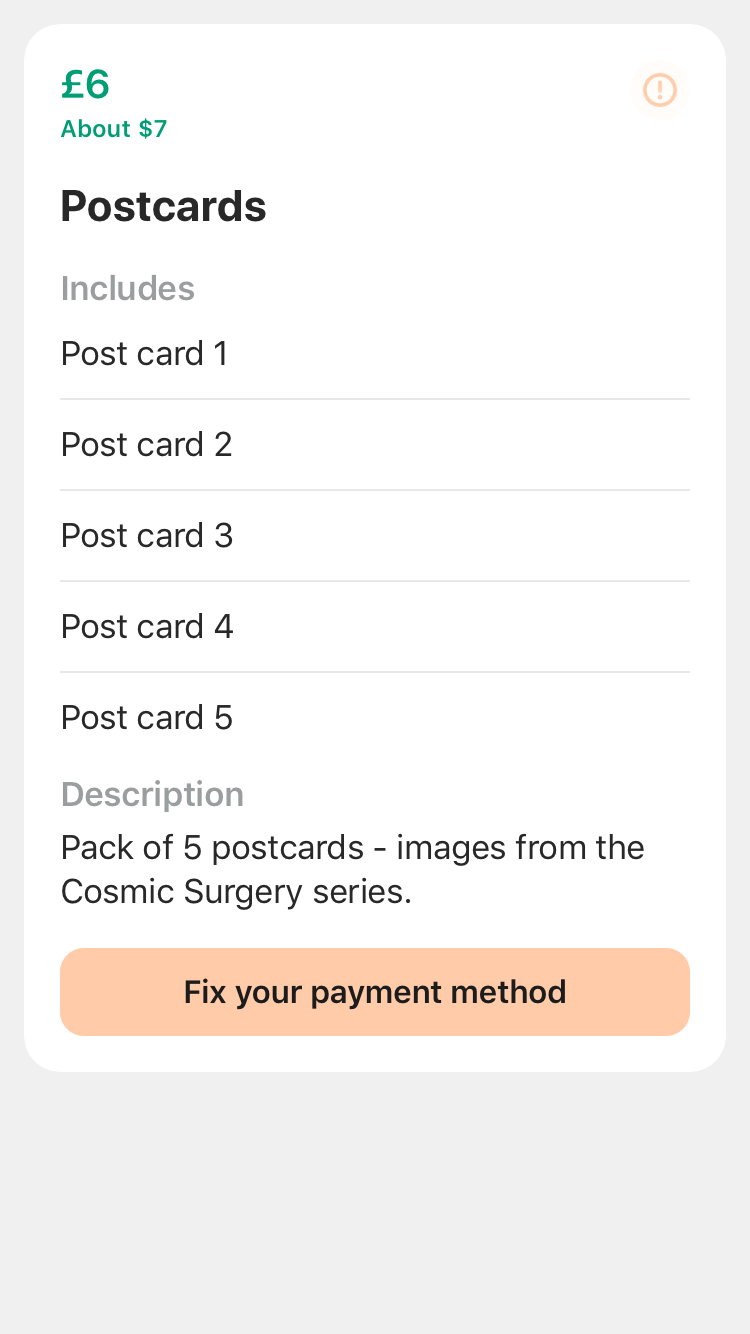 £6
About $7
Postcards
Includes
Post card 1
Post card 2
Post card 3
Post card 4
Post card 5
Description
Pack of 5 postcards - images from the
Cosmic Surgery series.
Fix your payment method